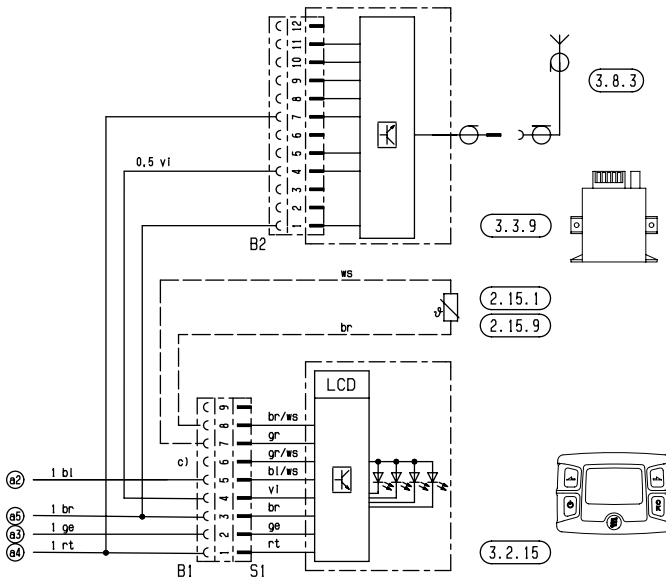 12
11
10
9
8
7
6
5
4
3
2
1
B2
3.8.3
0,5 vi
3.3.9
ws
ϑ
2.15.1
br
2.15.9
LCD
9
8 br/ws
7 gr
c) 6 gr/ws
a2 1 bl 5 bl/ws
4 vi
a5 1 br 3 br
a3 1 ge 2 ge
a4 1 rt 1 rt
B1 S1
3.2.15